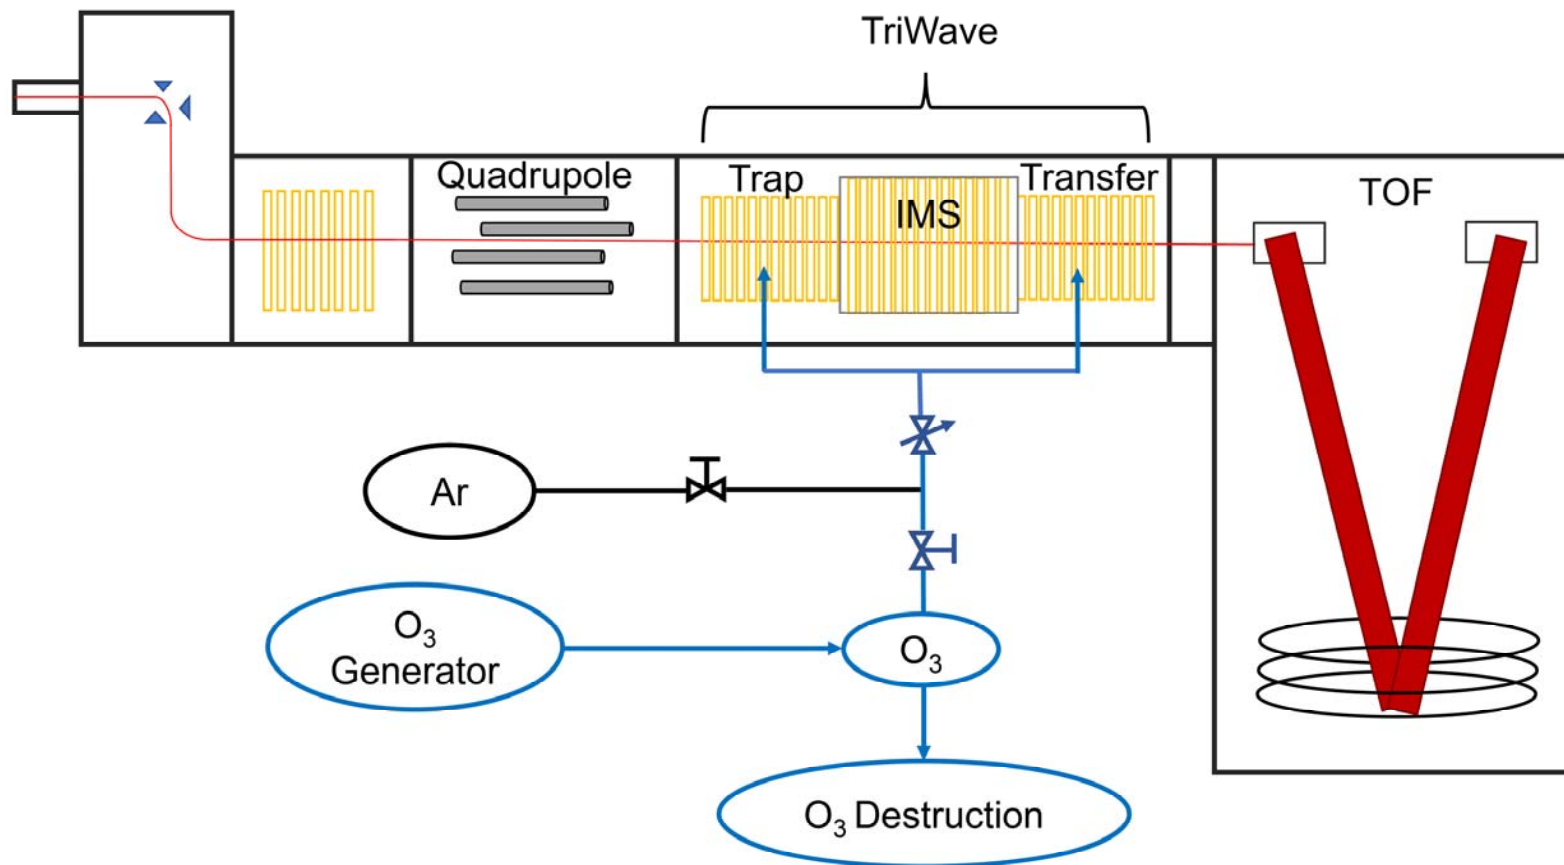 TriWave
Quadrupole
Trap
IMS
Transfer
TOF
Ar
O₃
Generator
O₃
O₃ Destruction